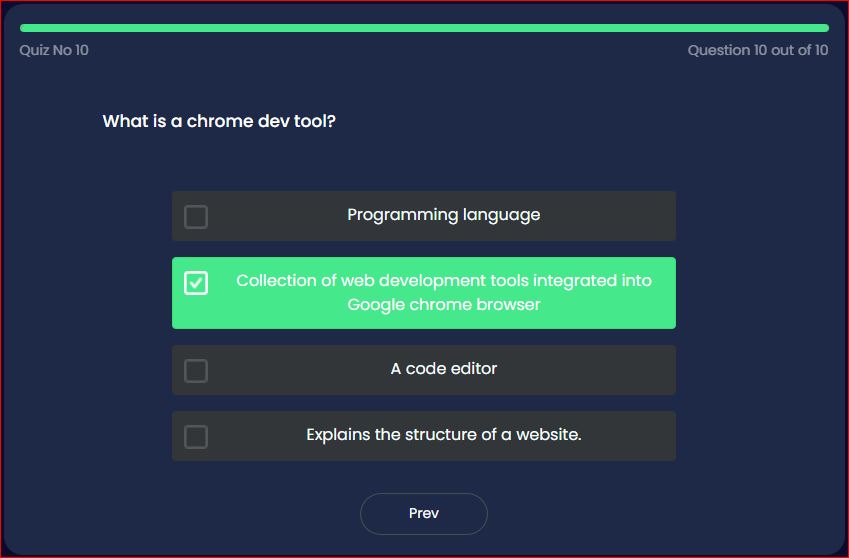 Quiz No 10
Question 10 out of 10
What is a chrome dev tool?
Programming language
Collection of web development tools integrated into
Google chrome browser
A code editor
Explains the structure of a website.
Prev